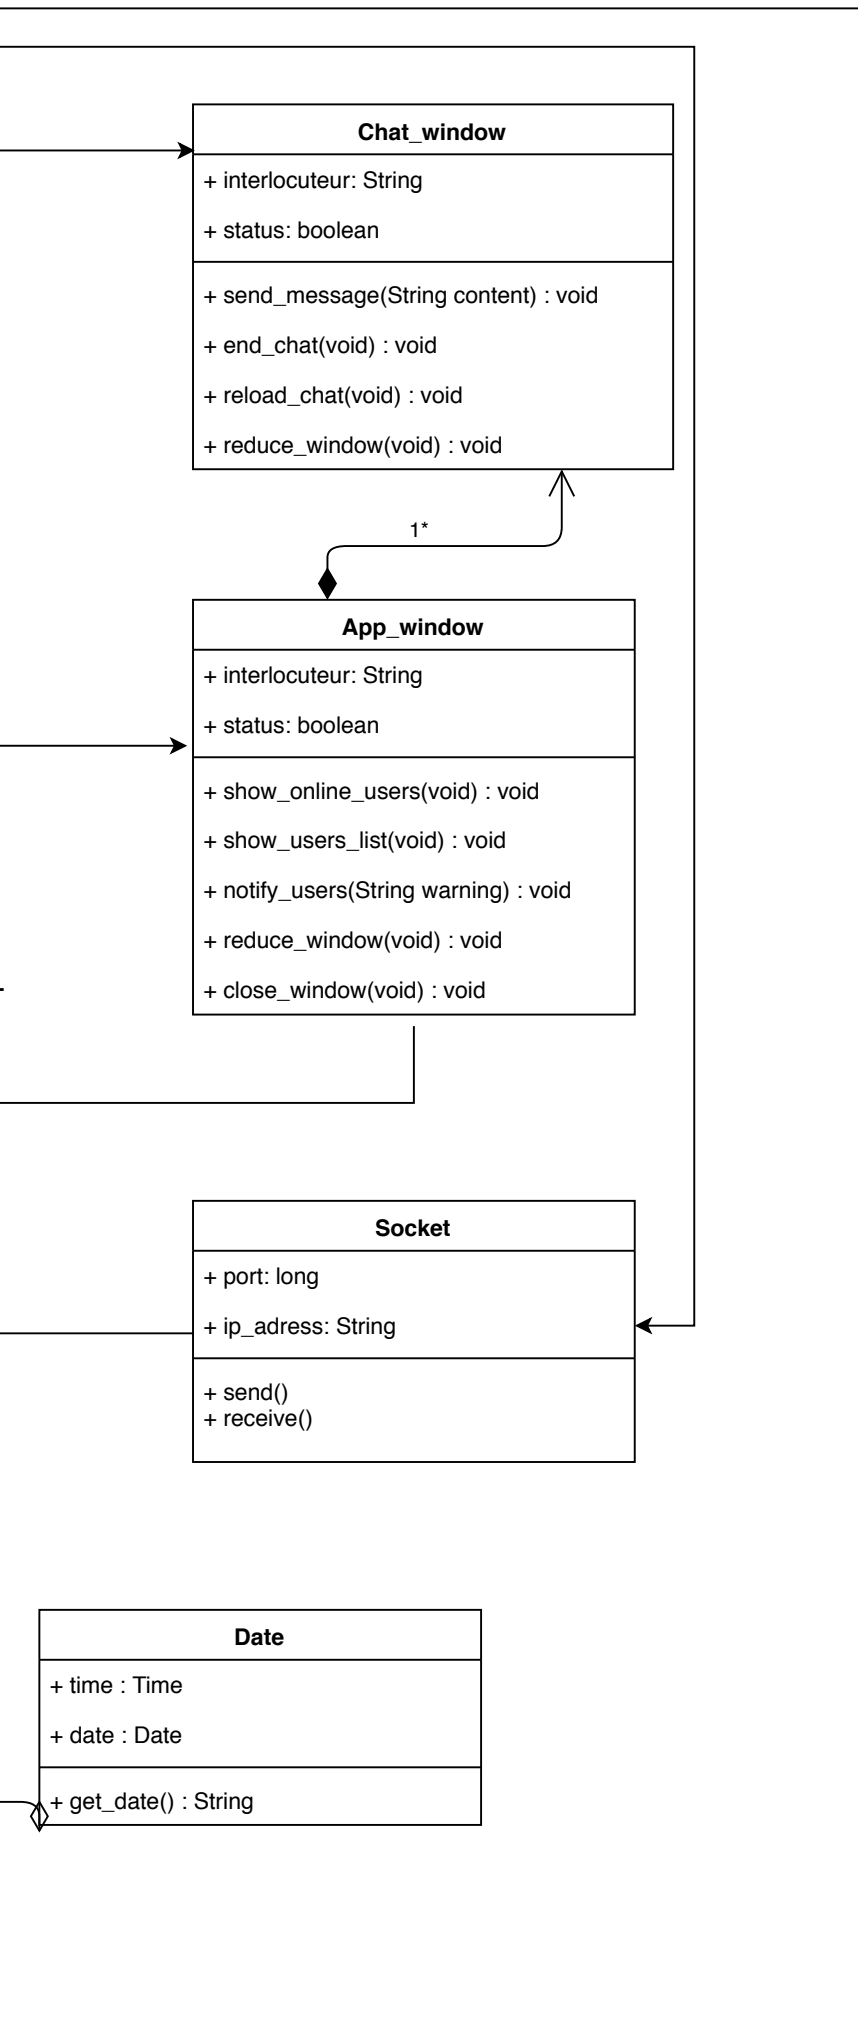 Chat_window
+ interlocuteur: String
+ status: boolean
+ send_message(String content) : void
+ end_chat(void) : void
+ reload_chat(void) : void
+ reduce_window(void) : void
1*
App_window
+ interlocuteur: String
+ status: boolean
+ show_online_users(void) : void
+ show_users_list(void) : void
+ notify_users(String warning) : void
+ reduce_window(void) : void
+ close_window(void) : void
Socket
+ port: long
+ ip_adress: String
+ send()
+ receive()
Date
+ time : Time
+ date : Date
+ get_date() : String